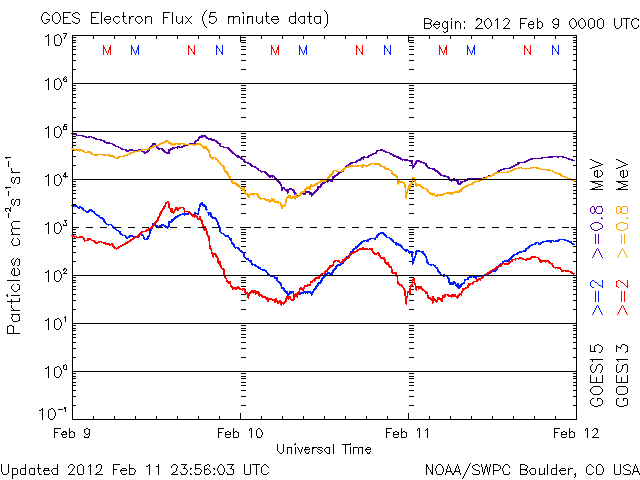 GOES Electron Flux (5 minute data)
Begin: 2012 Feb 9 0000 UTC
M M N N M M N N M M N N
10^7
10^6
10^5
10^4
10^3
10^2
10^1
10^0
10^-1
Particles cm^-2s^-1sr^-1
Feb 9 Feb 10 Feb 11 Feb 12
Universal Time
GOES15 >=2 >=0.8 MeV
GOES13 >=2 >=0.8 MeV
Updated 2012 Feb 11 23:56:03 UTC
NOAA/SWPC Boulder, CO USA